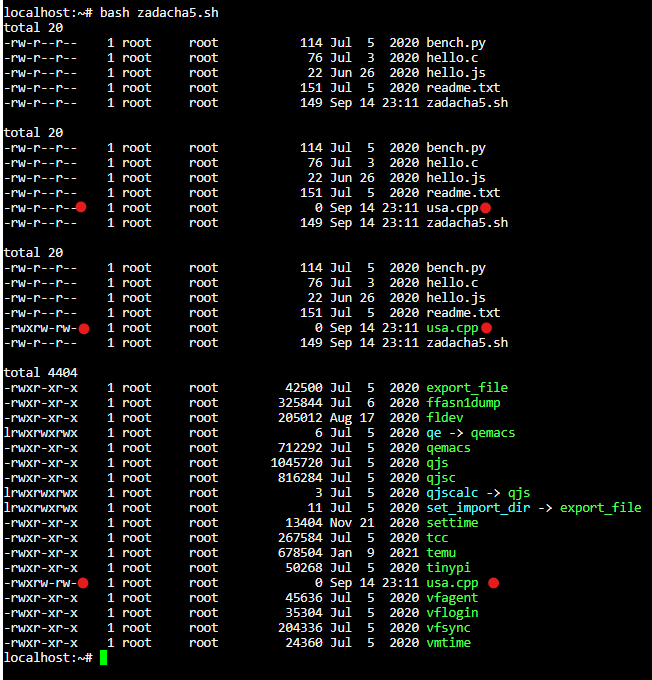 localhost:~# bash zadacha5.sh
total 20
-rw-r--r--    1 root     root           114 Jul  5  2020 bench.py
-rw-r--r--    1 root     root            76 Jul  3  2020 hello.c
-rw-r--r--    1 root     root            22 Jun 26  2020 hello.js
-rw-r--r--    1 root     root           151 Jul  5  2020 readme.txt
-rw-r--r--    1 root     root           149 Sep 14 23:11 zadacha5.sh

total 20
-rw-r--r--    1 root     root           114 Jul  5  2020 bench.py
-rw-r--r--    1 root     root            76 Jul  3  2020 hello.c
-rw-r--r--    1 root     root            22 Jun 26  2020 hello.js
-rw-r--r--    1 root     root           151 Jul  5  2020 readme.txt
-rw-r--r--    1 root     root             0 Sep 14 23:11 usa.cpp
-rw-r--r--    1 root     root           149 Sep 14 23:11 zadacha5.sh

total 20
-rw-r--r--    1 root     root           114 Jul  5  2020 bench.py
-rw-r--r--    1 root     root            76 Jul  3  2020 hello.c
-rw-r--r--    1 root     root            22 Jun 26  2020 hello.js
-rw-r--r--    1 root     root           151 Jul  5  2020 readme.txt
-rwxrw-rw-    1 root     root             0 Sep 14 23:11 usa.cpp
-rw-r--r--    1 root     root           149 Sep 14 23:11 zadacha5.sh

total 4404
-rwxr-xr-x    1 root     root         42500 Jul  5  2020 export_file
-rwxr-xr-x    1 root     root        325844 Jul  6  2020 ffasn1dump
-rwxr-xr-x    1 root     root        205012 Aug 17  2020 fldev
lrwxrwxrwx    1 root     root             6 Jul  5  2020 qe -> qemacs
-rwxr-xr-x    1 root     root        712292 Jul  5  2020 qemacs
-rwxr-xr-x    1 root     root       1045720 Jul  5  2020 qjs
-rwxr-xr-x    1 root     root        816284 Jul  5  2020 qjsc
lrwxrwxrwx    1 root     root             3 Jul  5  2020 qjscalc -> qjs
lrwxrwxrwx    1 root     root            11 Jul  5  2020 set_import_dir -> export_file
-rwxr-xr-x    1 root     root         13404 Nov 21  2020 settime
-rwxr-xr-x    1 root     root        267584 Jul  5  2020 tcc
-rwxr-xr-x    1 root     root        678504 Jan  9  2021 temu
-rwxr-xr-x    1 root     root         50268 Jul  5  2020 tinypi
-rwxrw-rw-    1 root     root             0 Sep 14 23:11 usa.cpp
-rwxr-xr-x    1 root     root         45636 Jul  5  2020 vfagent
-rwxr-xr-x    1 root     root         35304 Jul  5  2020 vflogin
-rwxr-xr-x    1 root     root        204336 Jul  5  2020 vfsync
-rwxr-xr-x    1 root     root         24360 Jul  5  2020 vmtime
localhost:~#